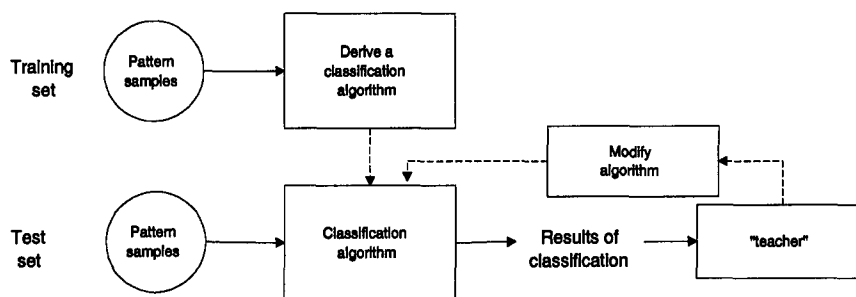 Training
set
Pattern
samples
Derive a
classification
algorithm
Modify
algorithm
Test
set
Pattern
samples
Classification
algorithm
Results of
classification
"teacher"